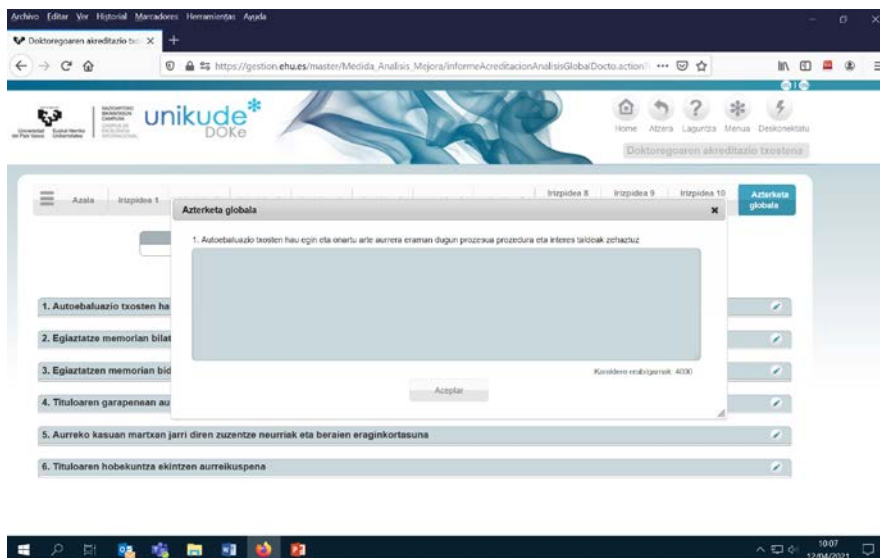 Archivo Editar Ver Historial Marcadores Herramientas Ayuda
Doktoregoaren akreditazio txo
https://gestion.ehu.es/master/Medida_Analisis_Mejora/informeAcreditacionAnalisisGlobalDocto.action
unikude*
DOKe
Home Atzera Laguntza Menua Deskonektatu
Doktoregoaren akreditazio txostena
Azala Irizpidea 1 Irizpidea 8 Irizpidea 9 Irizpidea 10 Azterketa globala
Azterketa globala
1. Autoebaluazio txosten hau egin eta onartu arte aurrera eraman dugun prozesua prozedura eta interes taldeak zehaztuz
Karaktere erabilgarriak: 4000
Aceptar
1. Autoebaluazio txosten ha
2. Egiaztatze memorian bilat
3. Egiaztatzen memorian bid
4. Tituloaren garapenean au
5. Aurreko kasuan martxan jarri diren zuzentze neurriak eta beraien eraginkortasuna
6. Tituloaren hobekuntza ekintzen aurreikuspena
10:07
12/04/2021